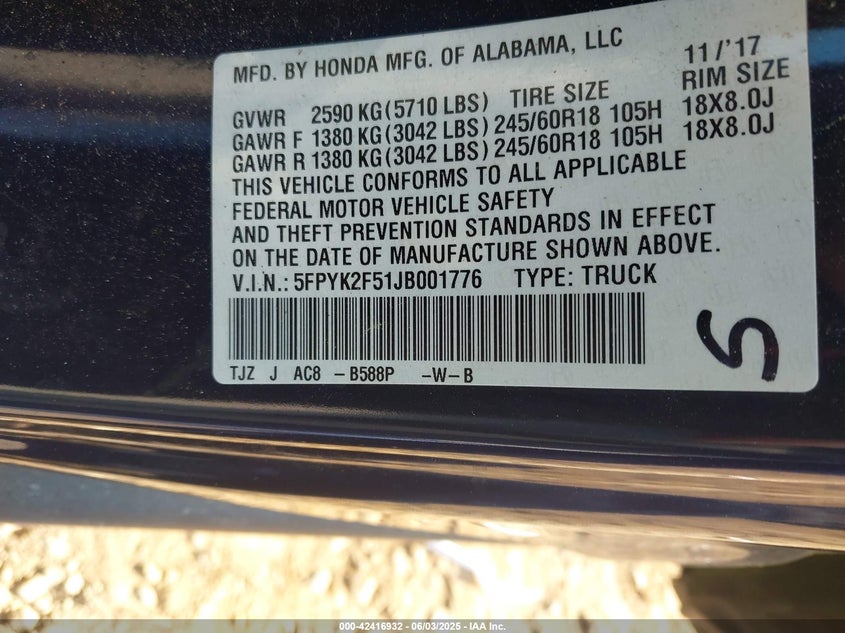 MFD. BY HONDA MFG. OF ALABAMA, LLC 11/'17
GVWR 2590 KG(5710 LBS) TIRE SIZE RIM SIZE
GAWR F 1380 KG(3042 LBS) 245/60R18 105H 18X8.0J
GAWR R 1380 KG(3042 LBS) 245/60R18 105H 18X8.0J
THIS VEHICLE CONFORMS TO ALL APPLICABLE
FEDERAL MOTOR VEHICLE SAFETY
AND THEFT PREVENTION STANDARDS IN EFFECT
ON THE DATE OF MANUFACTURE SHOWN ABOVE.
V.I.N.: 5FPYK2F51JB001776 TYPE: TRUCK
TJZ J AC8 -B588P -W-B
5
000-42416932 - 06/03/2025 - IAA Inc.